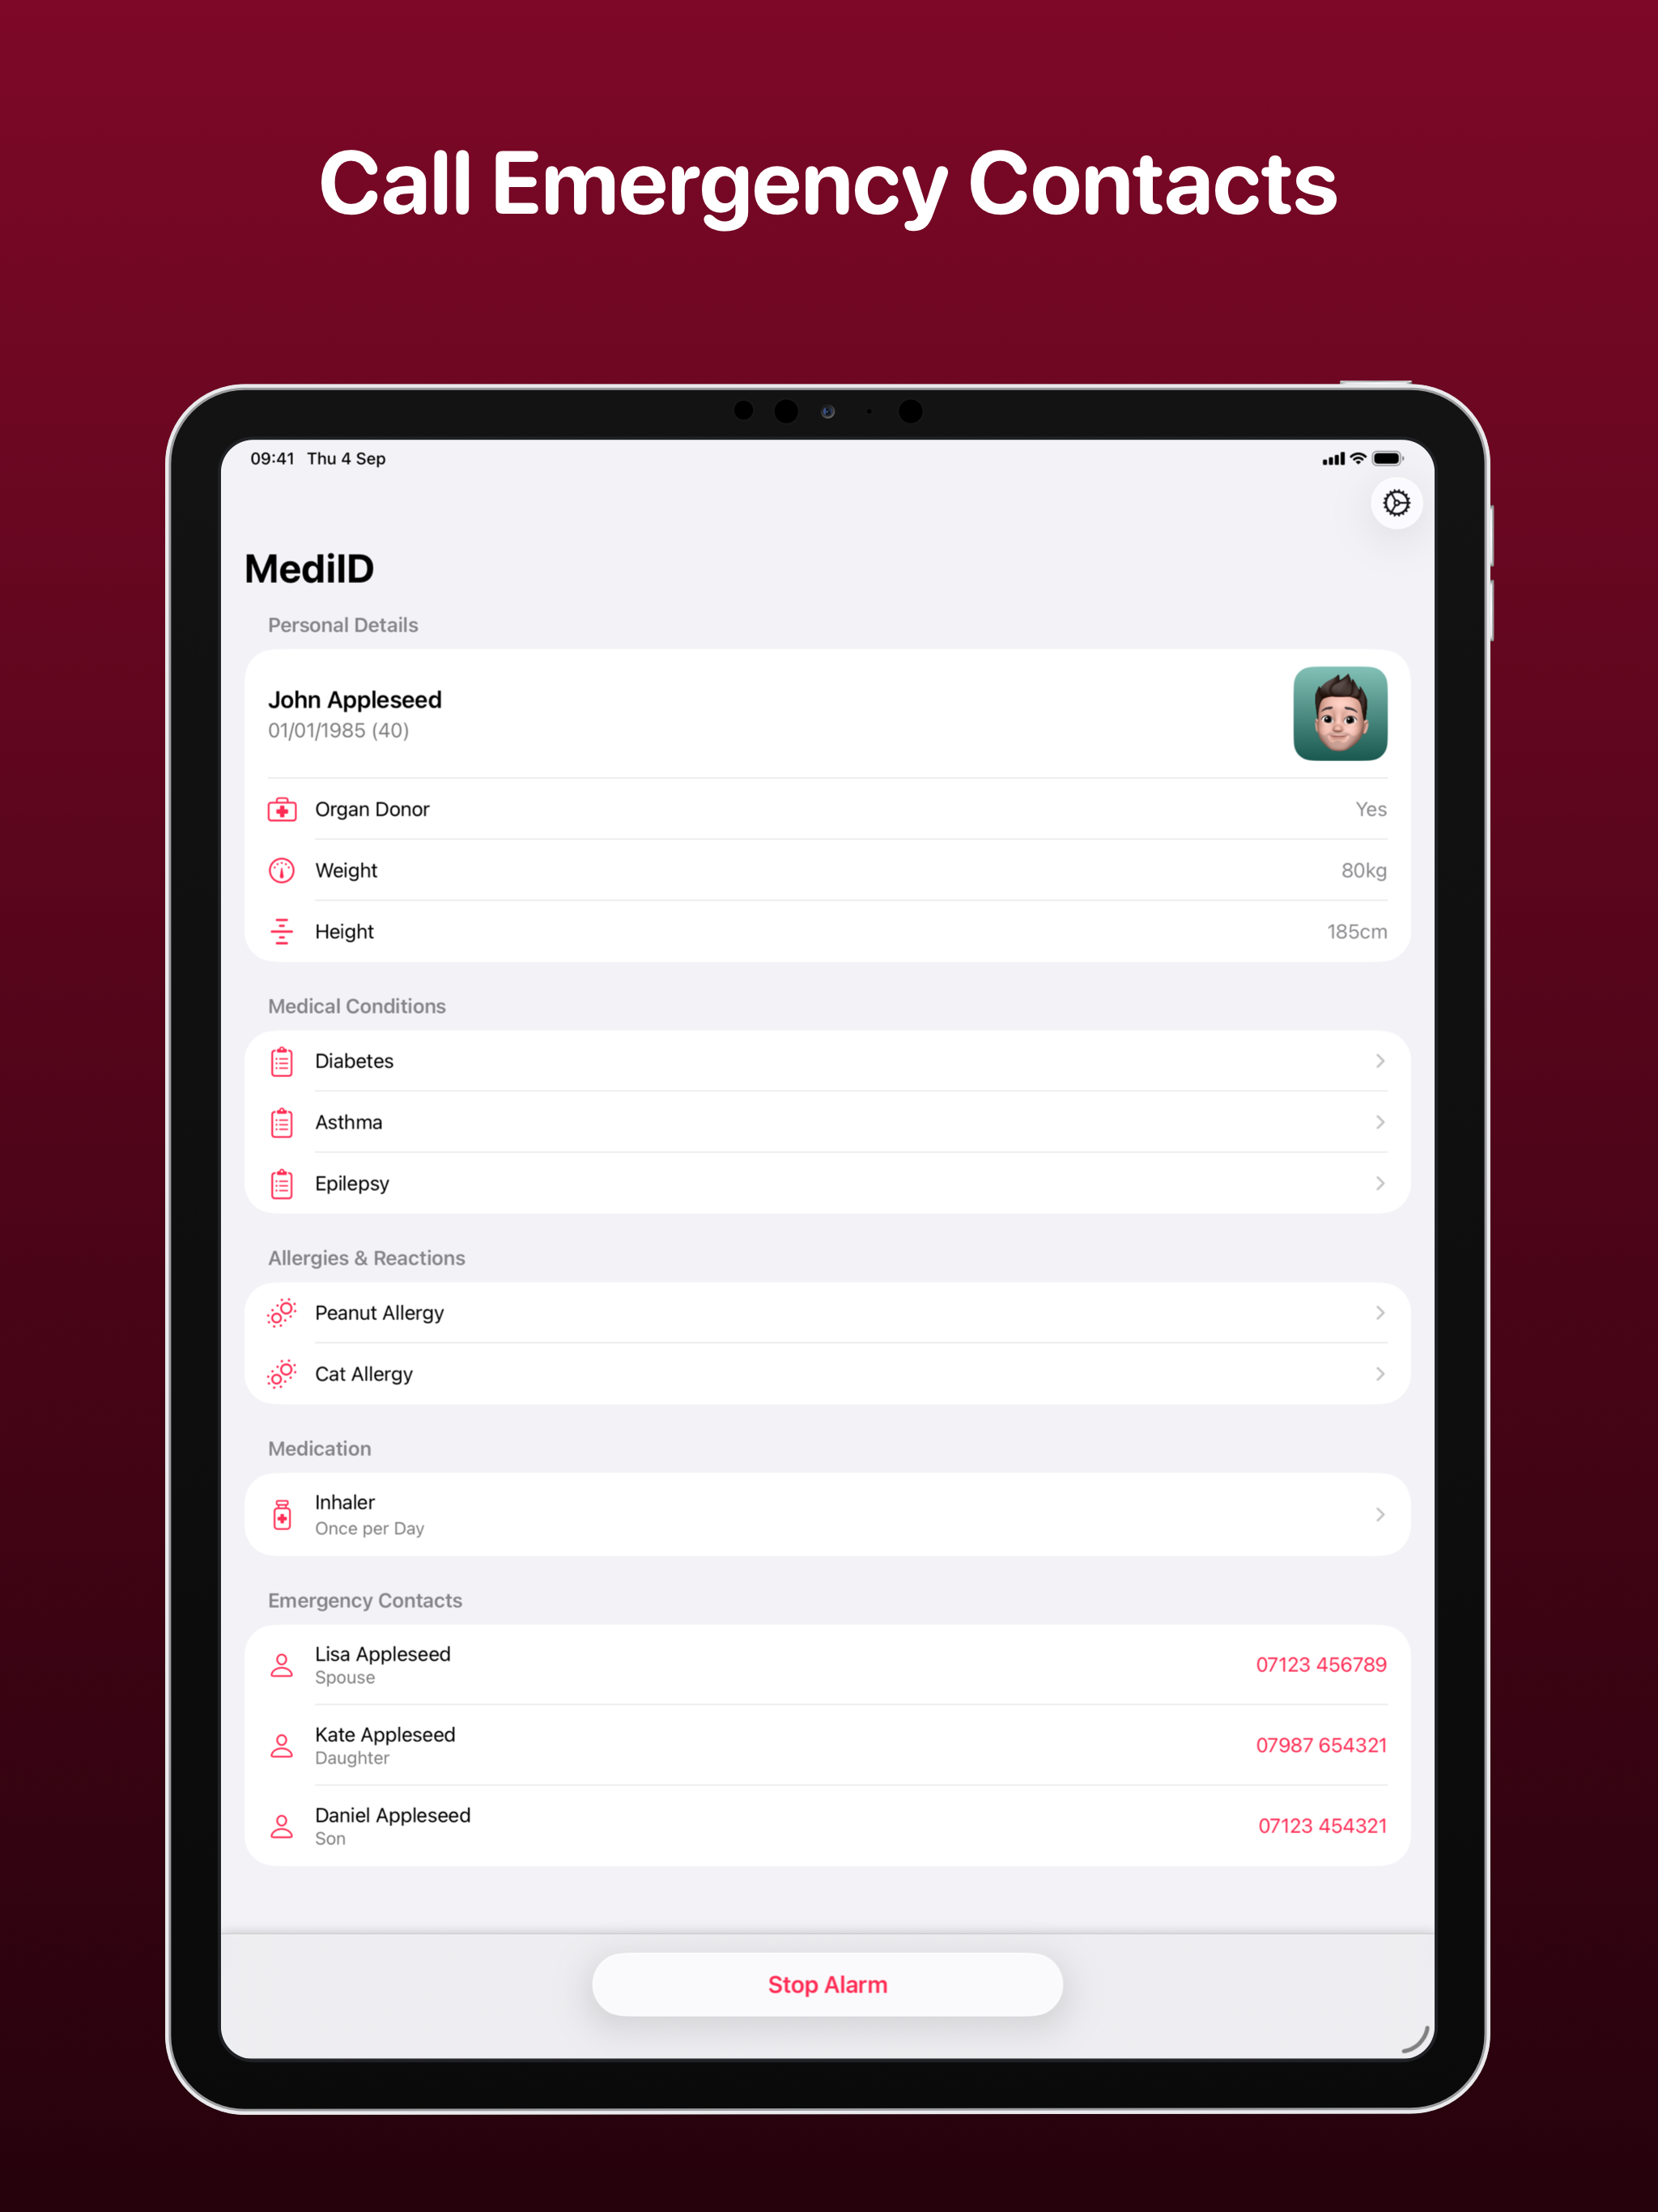 Call Emergency Contacts
09:41 Thu 4 Sep
MediID
Personal Details
John Appleseed
01/01/1985 (40)
Organ Donor Yes
Weight 80kg
Height 185cm
Medical Conditions
Diabetes
Asthma
Epilepsy
Allergies & Reactions
Peanut Allergy
Cat Allergy
Medication
Inhaler
Once per Day
Emergency Contacts
Lisa Appleseed
Spouse
07123 456789
Kate Appleseed
Daughter
07987 654321
Daniel Appleseed
Son
07123 454321
Stop Alarm